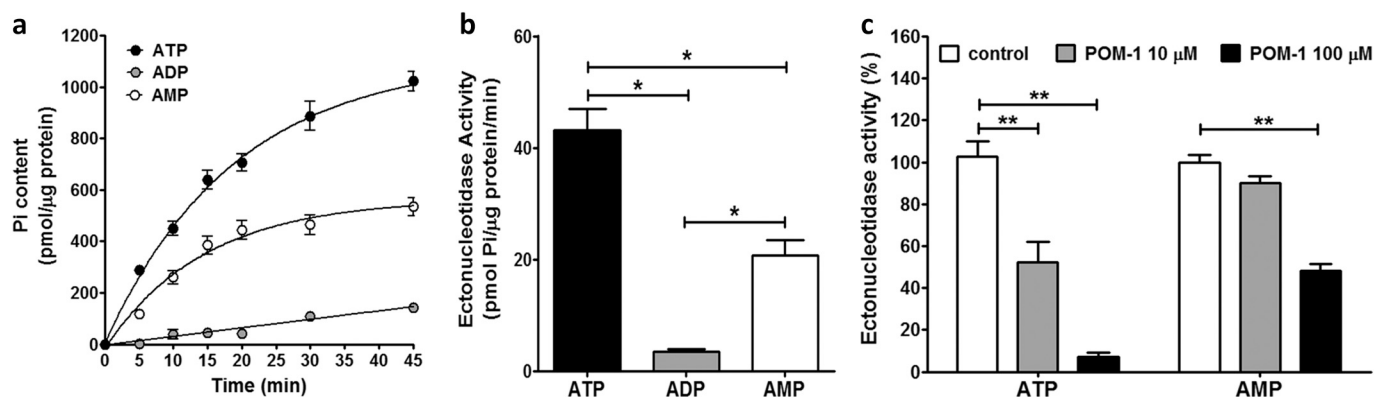 a
1200
1000
800
600
400
200
0
Pi content
(pmol/μg protein)
ATP
ADP
AMP
0 5 10 15 20 25 30 35 40 45
Time (min)
b
60
40
20
0
Ectonucleotidase Activity
(pmol Pi/μg protein/min)
*
*
*
ATP ADP AMP
c
160
140
120
100
80
60
40
20
0
Ectonucleotidase activity (%)
control POM-1 10 μM POM-1 100 μM
**
**
**
ATP AMP